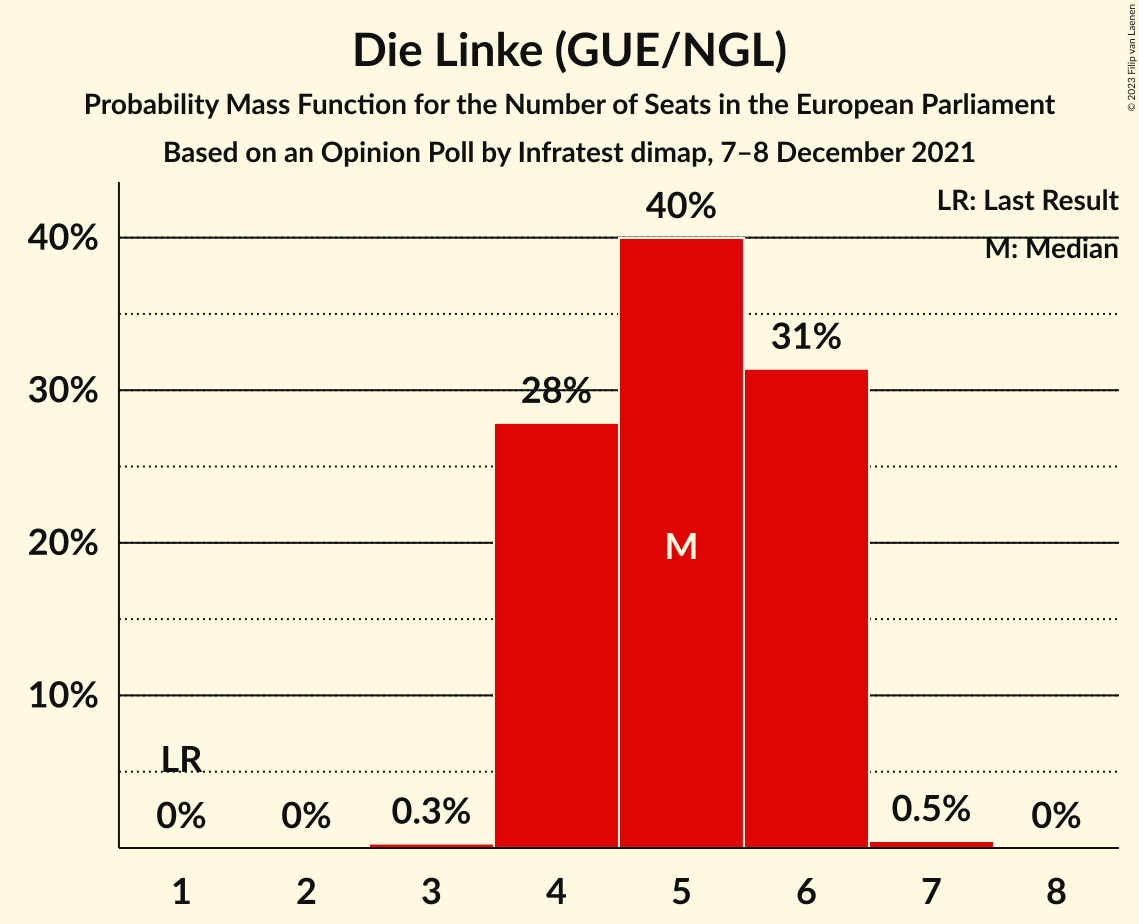 Die Linke (GUE/NGL)
Probability Mass Function for the Number of Seats in the European Parliament
Based on an Opinion Poll by Infratest dimap, 7–8 December 2021
© 2023 Filip van Laenen
LR: Last Result
M: Median
40%
30%
20%
10%
LR
0%
0%
0.3%
28%
40%
M
31%
0.5%
0%
1 2 3 4 5 6 7 8